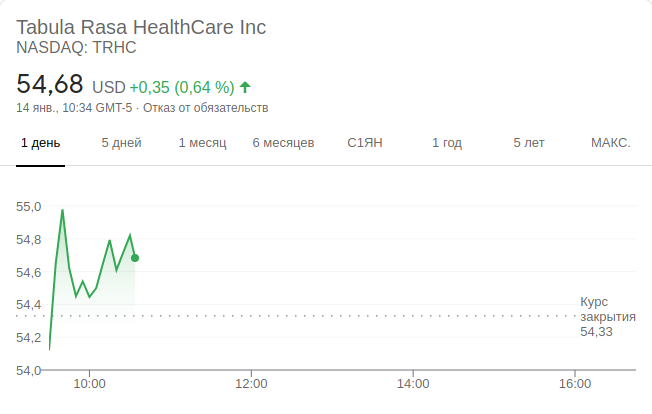 Tabula Rasa HealthCare Inc
NASDAQ: TRHC
54,68 USD +0,35 (0,64 %)
14 янв., 10:34 GMT-5 · Отказ от обязательств
1 день 5 дней 1 месяц 6 месяцев С1ЯН 1 год 5 лет МАКС.
55,0
54,8
54,6
54,4
54,2
54,0
Курс
закрытия
54,33
10:00 12:00 14:00 16:00